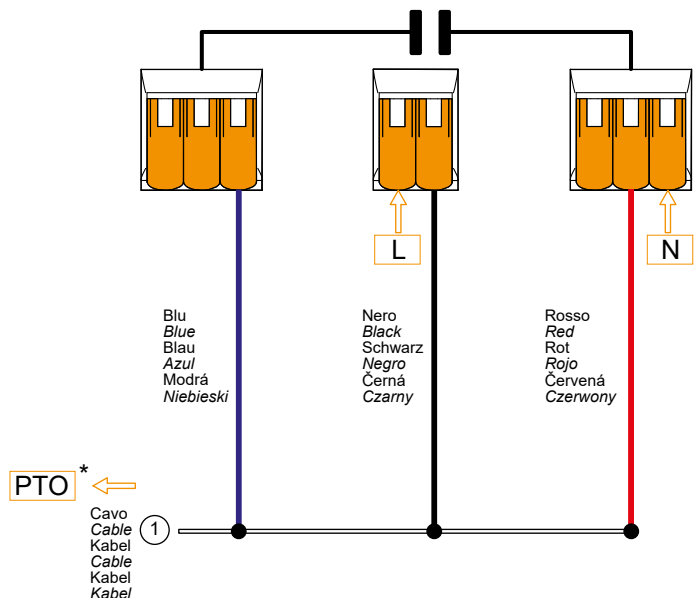 L
N
Blu
Blue
Blau
Azul
Modrá
Niebieski
Nero
Black
Schwarz
Negro
Černá
Czarny
Rosso
Red
Rot
Rojo
Červená
Czerwony
PTO *
Cavo
Cable
Kabel
Cable
Kabel
Kabel
1